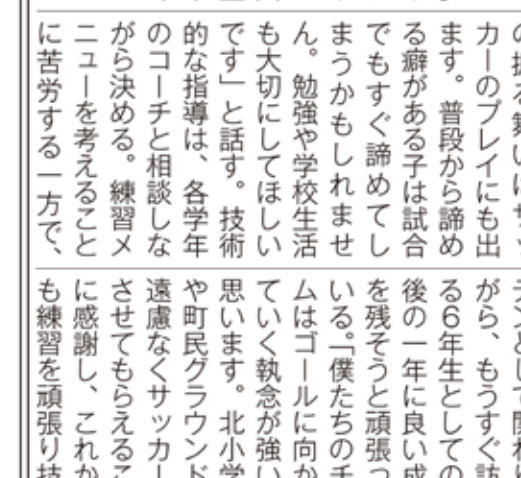 の振る舞いはサッ
カーのプレイにも出
ます。普段から諦め
る癖がある子は試合
でもすぐ諦めてし
まうかもしれませ
ん。勉強や学校生活
も大切にしてほしい
です」と話す。技術
的な指導は、各学年
のコーチと相談しな
がら決める。練習メ
ニューを考えること
に苦労する一方で、
がら、もうすぐ訪
る6年生としての
後の一年に良い成
を残そうと頑張っ
いる。「僕たちのチ
ムはゴールに向か
ていく執念が強い
思います。北小学
や町民グラウンド
遠慮なくサッカー
させてもらえるこ
に感謝し、これか
も練習を頑張り技